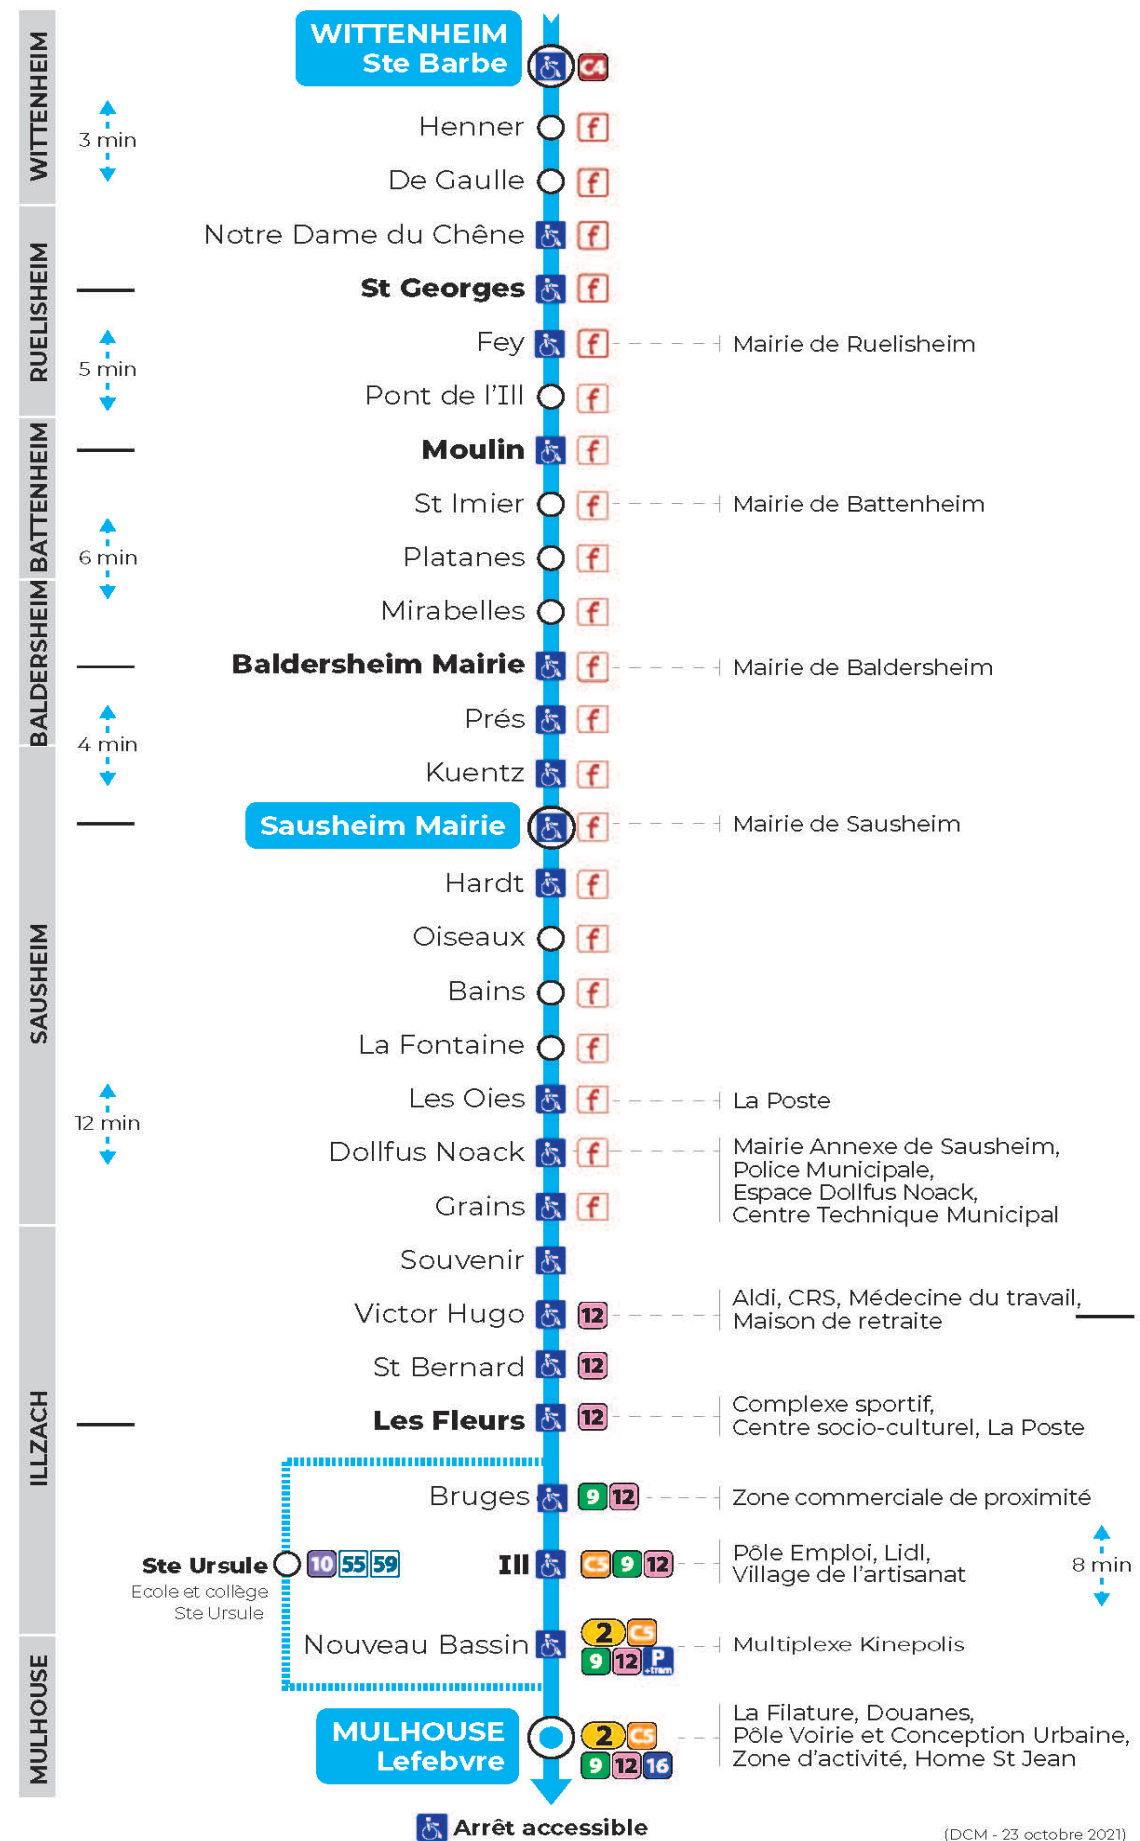 WITTENHEIM
Ste Barbe
C4
WITTENHEIM
3 min
Henner f
De Gaulle f
RUELISHEIM
Notre Dame du Chêne f
St Georges f
Fey f Mairie de Ruelisheim
5 min
Pont de l'Ill f
BATTENHEIM
Moulin f
St Imier f Mairie de Battenheim
6 min
Platanes f
BALDERSHEIM
Mirabelles f
Baldersheim Mairie f Mairie de Baldersheim
Prés f
4 min
Kuentz f
SAUSHEIM
Sausheim Mairie f Mairie de Sausheim
Hardt f
Oiseaux f
Bains f
La Fontaine f
Les Oies f La Poste
12 min
Dollfus Noack f
Mairie Annexe de Sausheim,
Police Municipale,
Espace Dollfus Noack,
Centre Technique Municipal
Grains f
ILLZACH
Souvenir
Victor Hugo 12
Aldi, CRS, Médecine du travail,
Maison de retraite
St Bernard 12
Les Fleurs 12
Complexe sportif,
Centre socio-culturel, La Poste
Bruges 9 12 Zone commerciale de proximité
Ste Ursule 10 55 59
Ecole et collège
Ste Ursule
Ill C5 9 12
Pôle Emploi, Lidl,
Village de l'artisanat
8 min
MULHOUSE
Nouveau Bassin 2 C5
9 12 P
+tram
Multiplexe Kinepolis
MULHOUSE
Lefebvre
2 C5
9 12 16
La Filature, Douanes,
Pôle Voirie et Conception Urbaine,
Zone d'activité, Home St Jean
Arrêt accessible
(DCM - 23 octobre 2021)